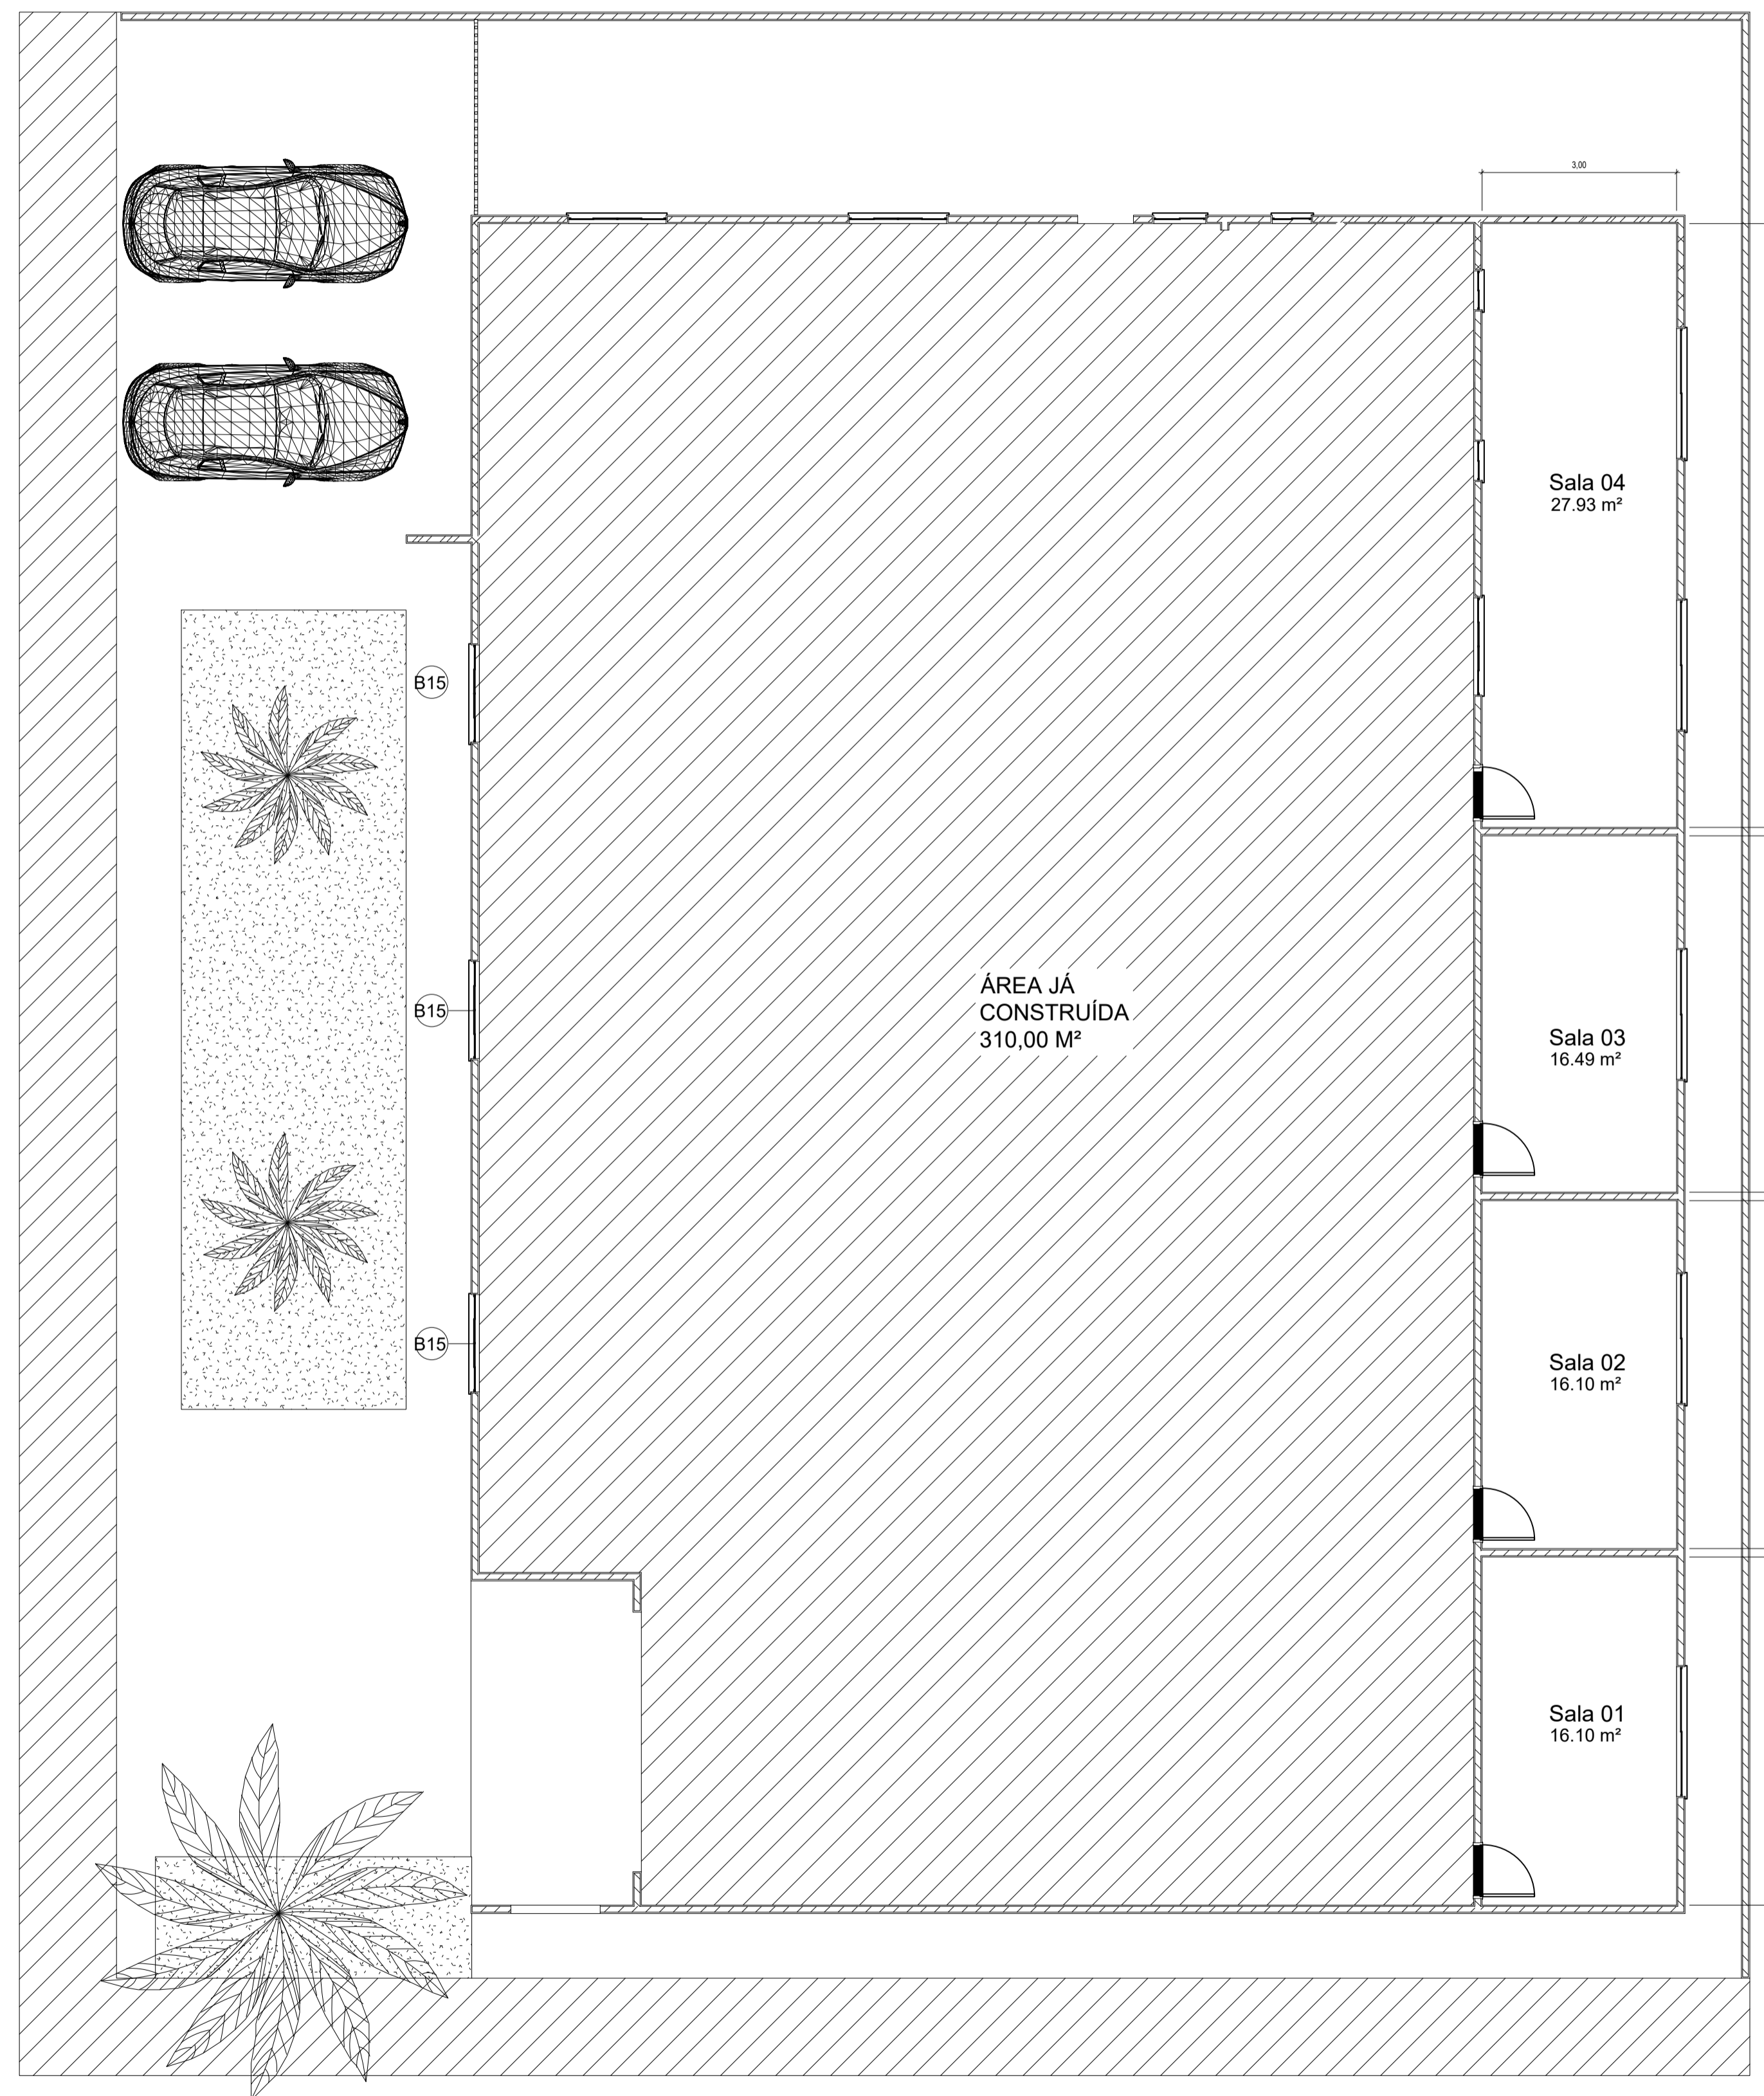 3,00
Sala 04
27.93 m²
B15
ÁREA JÁ
CONSTRUÍDA
310,00 M²
B15
Sala 03
16.49 m²
B15
Sala 02
16.10 m²
Sala 01
16.10 m²